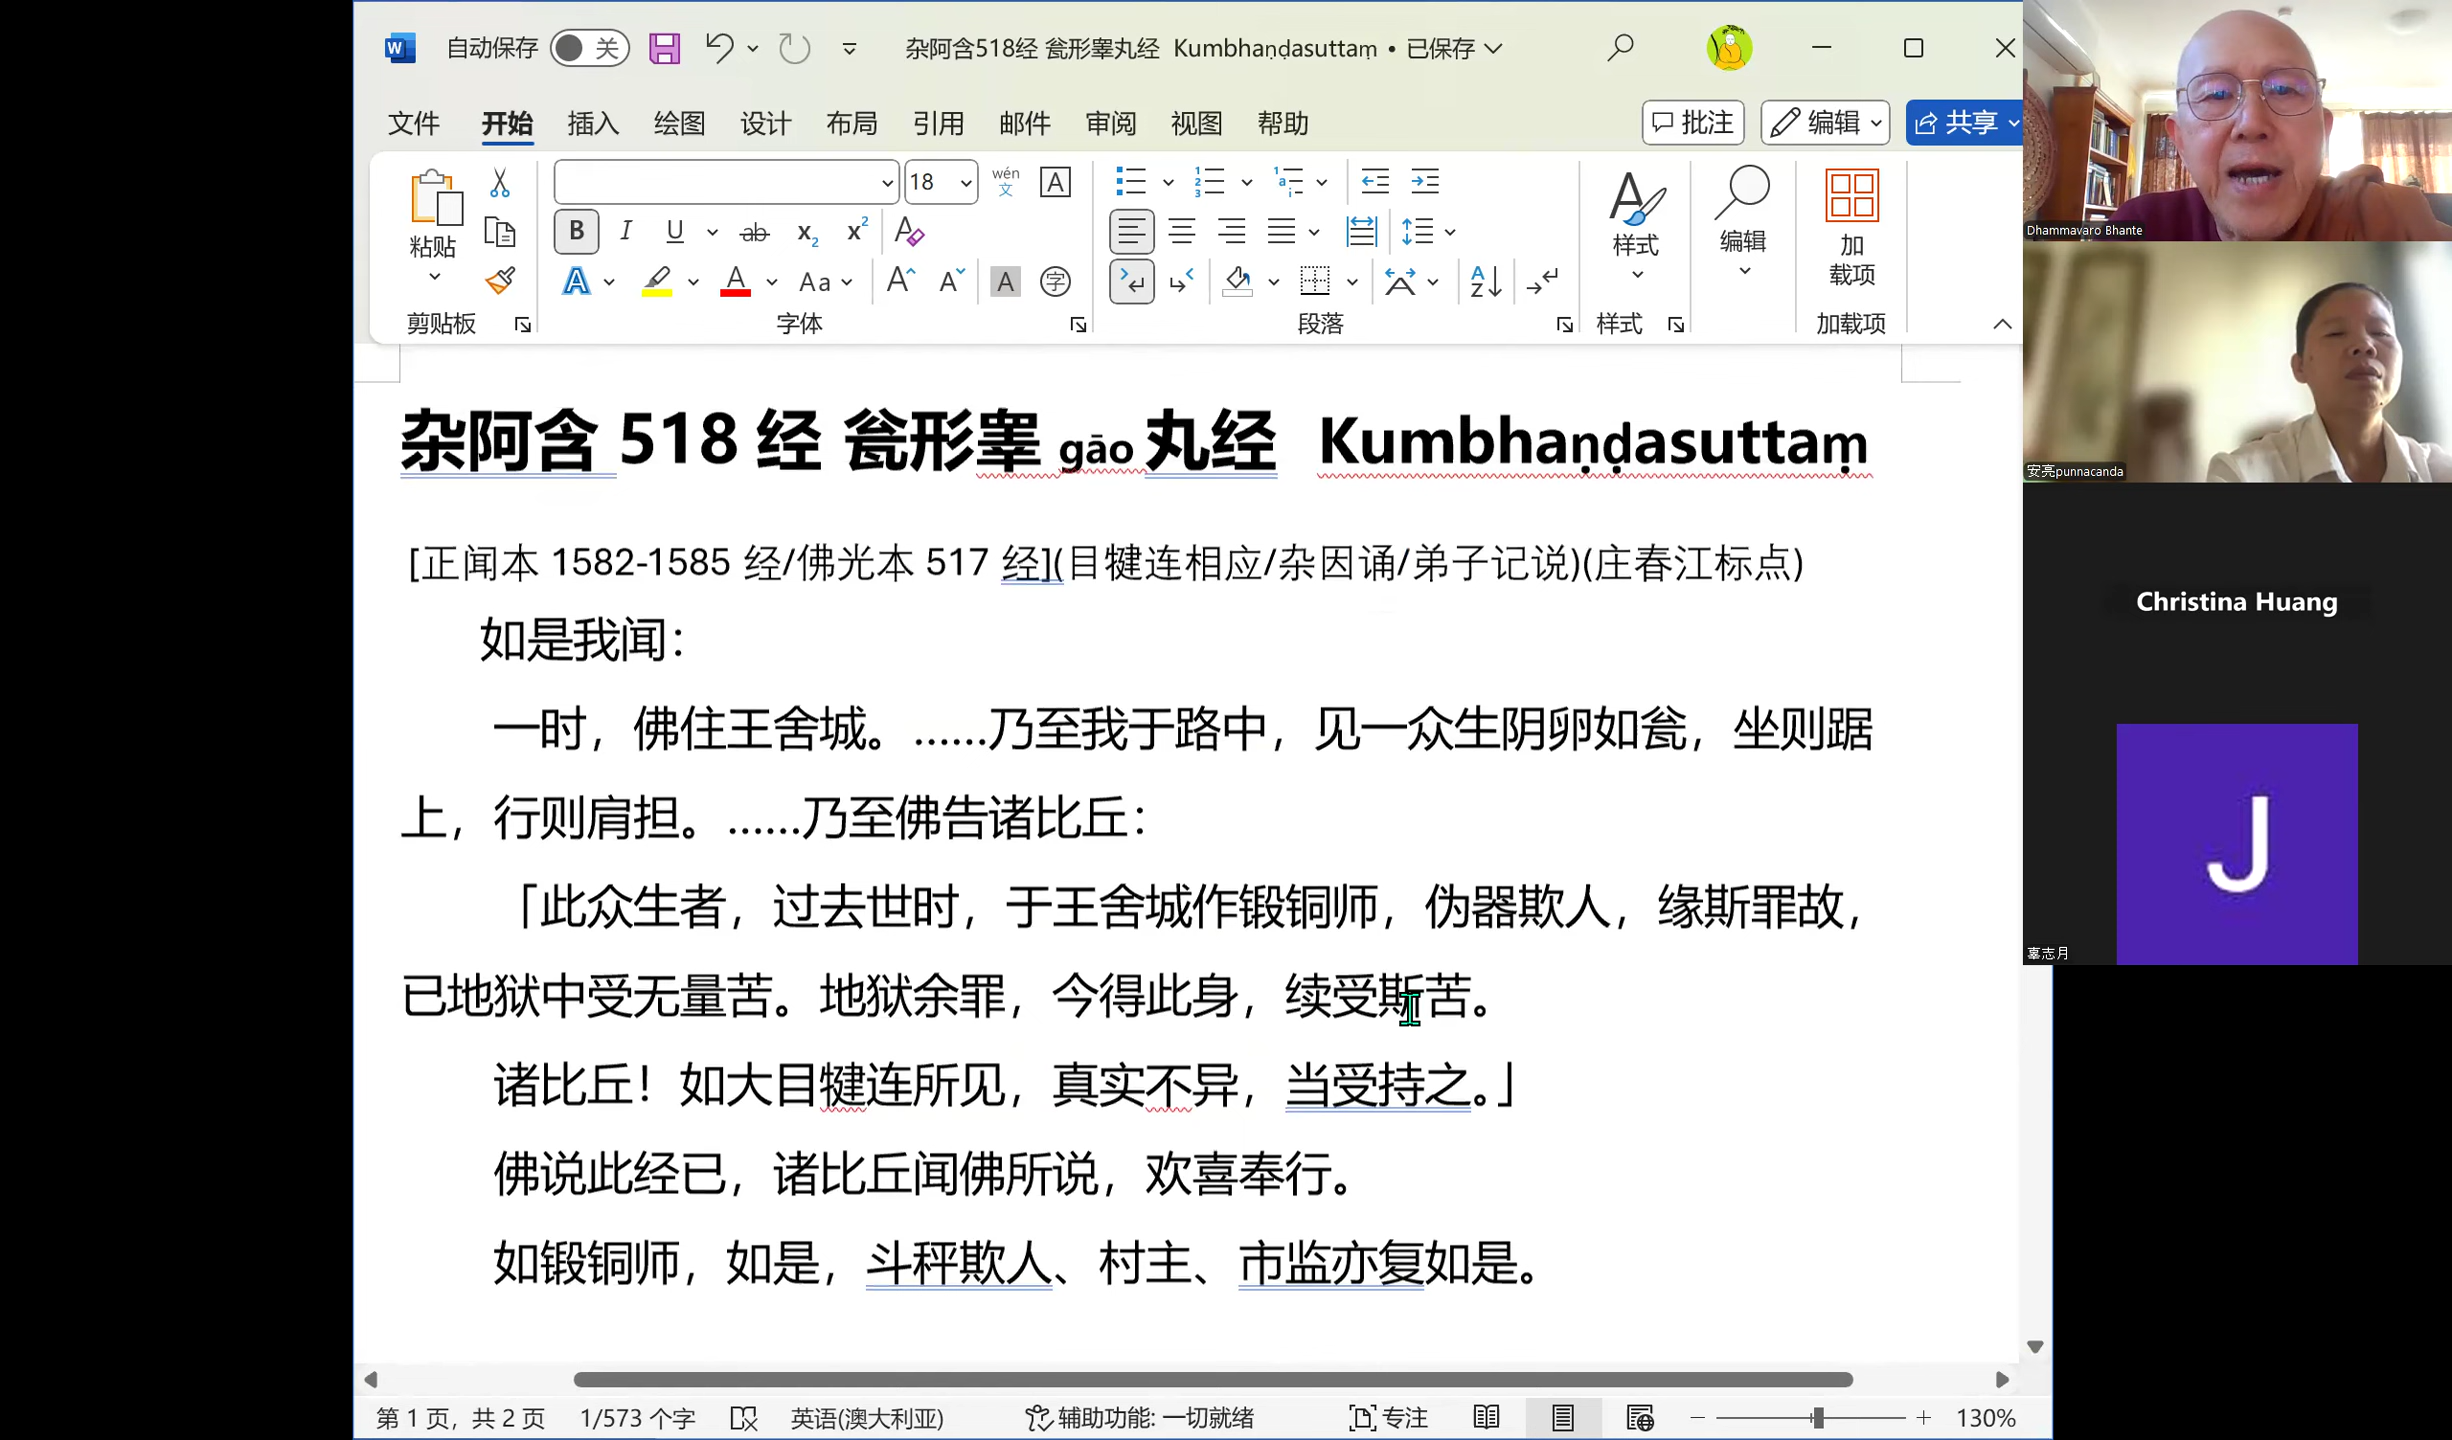 自动保存 关 杂阿含518经 瓮形睾丸经 Kumbhaṇḍasuttaṃ • 已保存
文件 开始 插入 绘图 设计 布局 引用 邮件 审阅 视图 帮助 批注 编辑 共享
粘贴 18 wén 文 样式 编辑 加载项
剪贴板 字体 段落 样式 加载项
杂阿含 518 经 瓮形睾 gāo 丸经 Kumbhaṇḍasuttaṃ
[正闻本 1582-1585 经/佛光本 517 经](目犍连相应/杂因诵/弟子记说)(庄春江标点)
如是我闻：
一时，佛住王舍城。……乃至我于路中，见一众生阴卵如瓮，坐则踞
上，行则肩担。……乃至佛告诸比丘：
「此众生者，过去世时，于王舍城作锻铜师，伪器欺人，缘斯罪故，
已地狱中受无量苦。地狱余罪，今得此身，续受斯苦。
诸比丘！如大目犍连所见，真实不异，当受持之。」
佛说此经已，诸比丘闻佛所说，欢喜奉行。
如锻铜师，如是，斗秤欺人、村主、市监亦复如是。
第 1 页，共 2 页 1/573 个字 英语(澳大利亚) 辅助功能: 一切就绪 专注 130%
Dhammavaro Bhante
安亮punnacanda
Christina Huang
J
辜志月